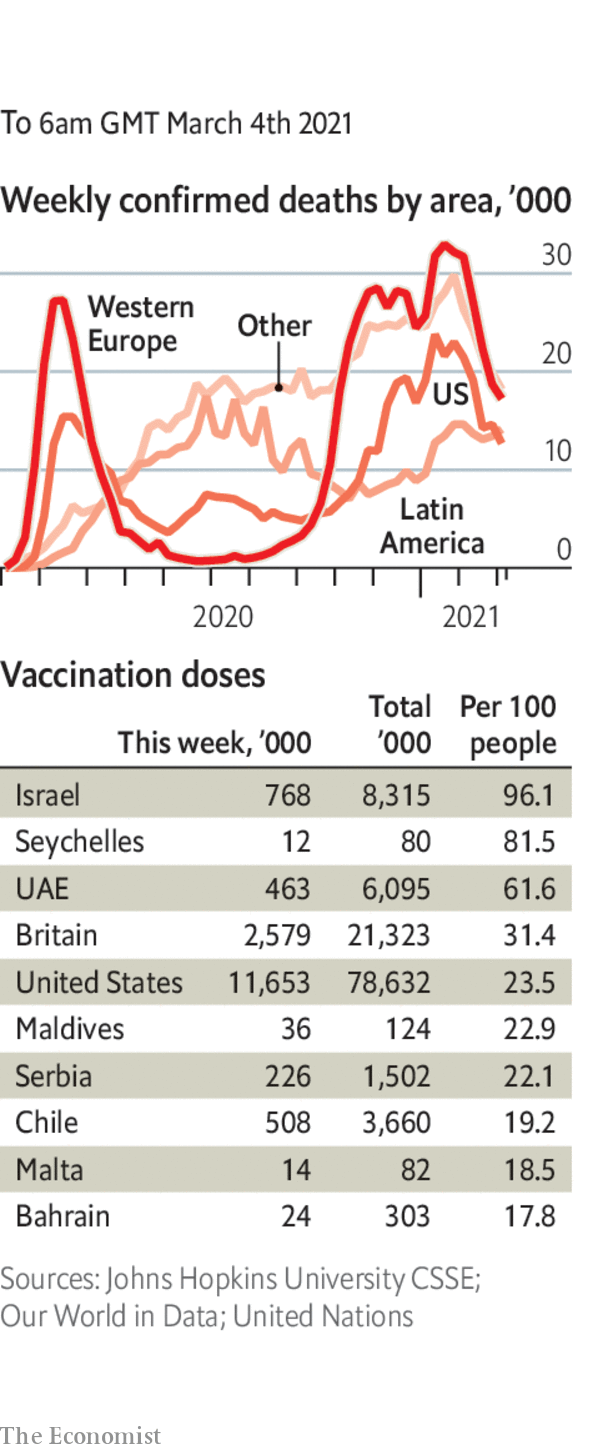 To 6am GMT March 4th 2021
Weekly confirmed deaths by area, ’000
30
Western
Europe
Other
20
US
10
Latin
America
0
2020 2021
Vaccination doses
Total Per 100
This week, ’000 ’000 people
Israel 768 8,315 96.1
Seychelles 12 80 81.5
UAE 463 6,095 61.6
Britain 2,579 21,323 31.4
United States 11,653 78,632 23.5
Maldives 36 124 22.9
Serbia 226 1,502 22.1
Chile 508 3,660 19.2
Malta 14 82 18.5
Bahrain 24 303 17.8
Sources: Johns Hopkins University CSSE;
Our World in Data; United Nations
The Economist